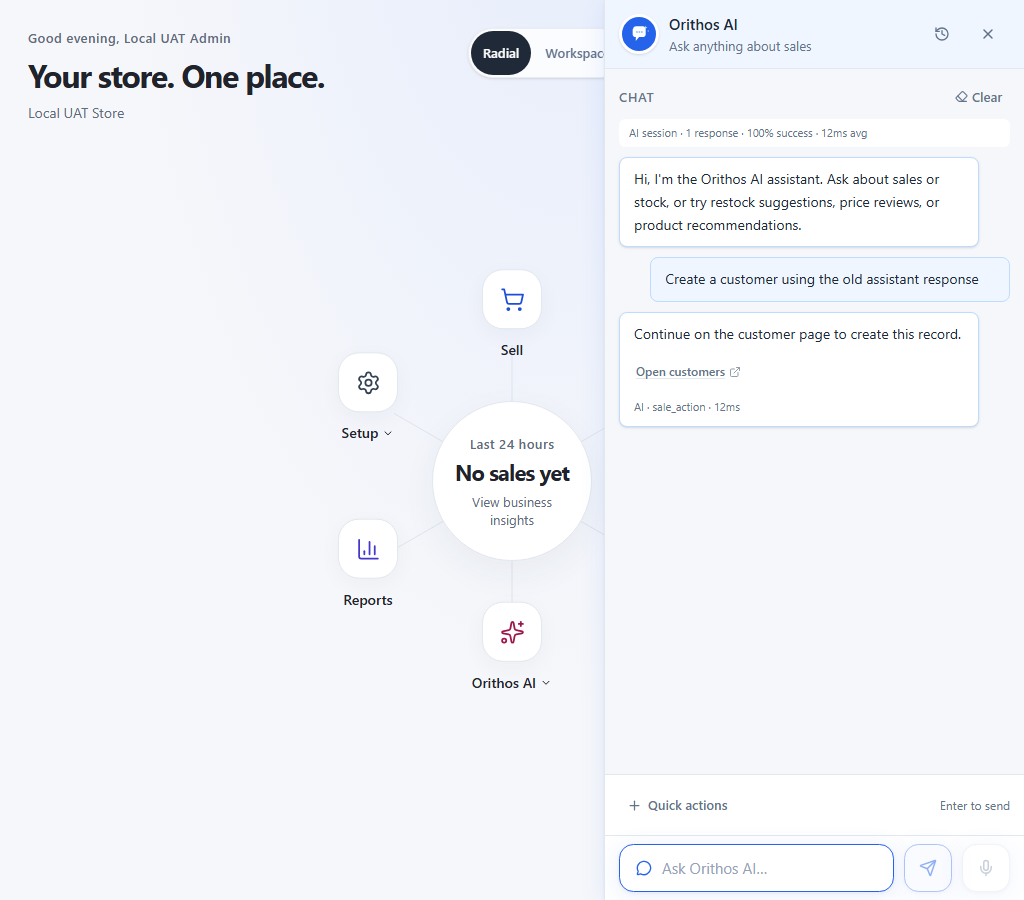 Good evening, Local UAT Admin
Your store. One place.
Local UAT Store
Radial
Workspac
Sell
Setup
Last 24 hours
No sales yet
View business
insights
Reports
Orithos AI
Orithos AI
Ask anything about sales
CHAT
Clear
AI session · 1 response · 100% success · 12ms avg
Hi, I'm the Orithos AI assistant. Ask about sales or
stock, or try restock suggestions, price reviews, or
product recommendations.
Create a customer using the old assistant response
Continue on the customer page to create this record.
Open customers
AI · sale_action · 12ms
Quick actions
Enter to send
Ask Orithos AI...